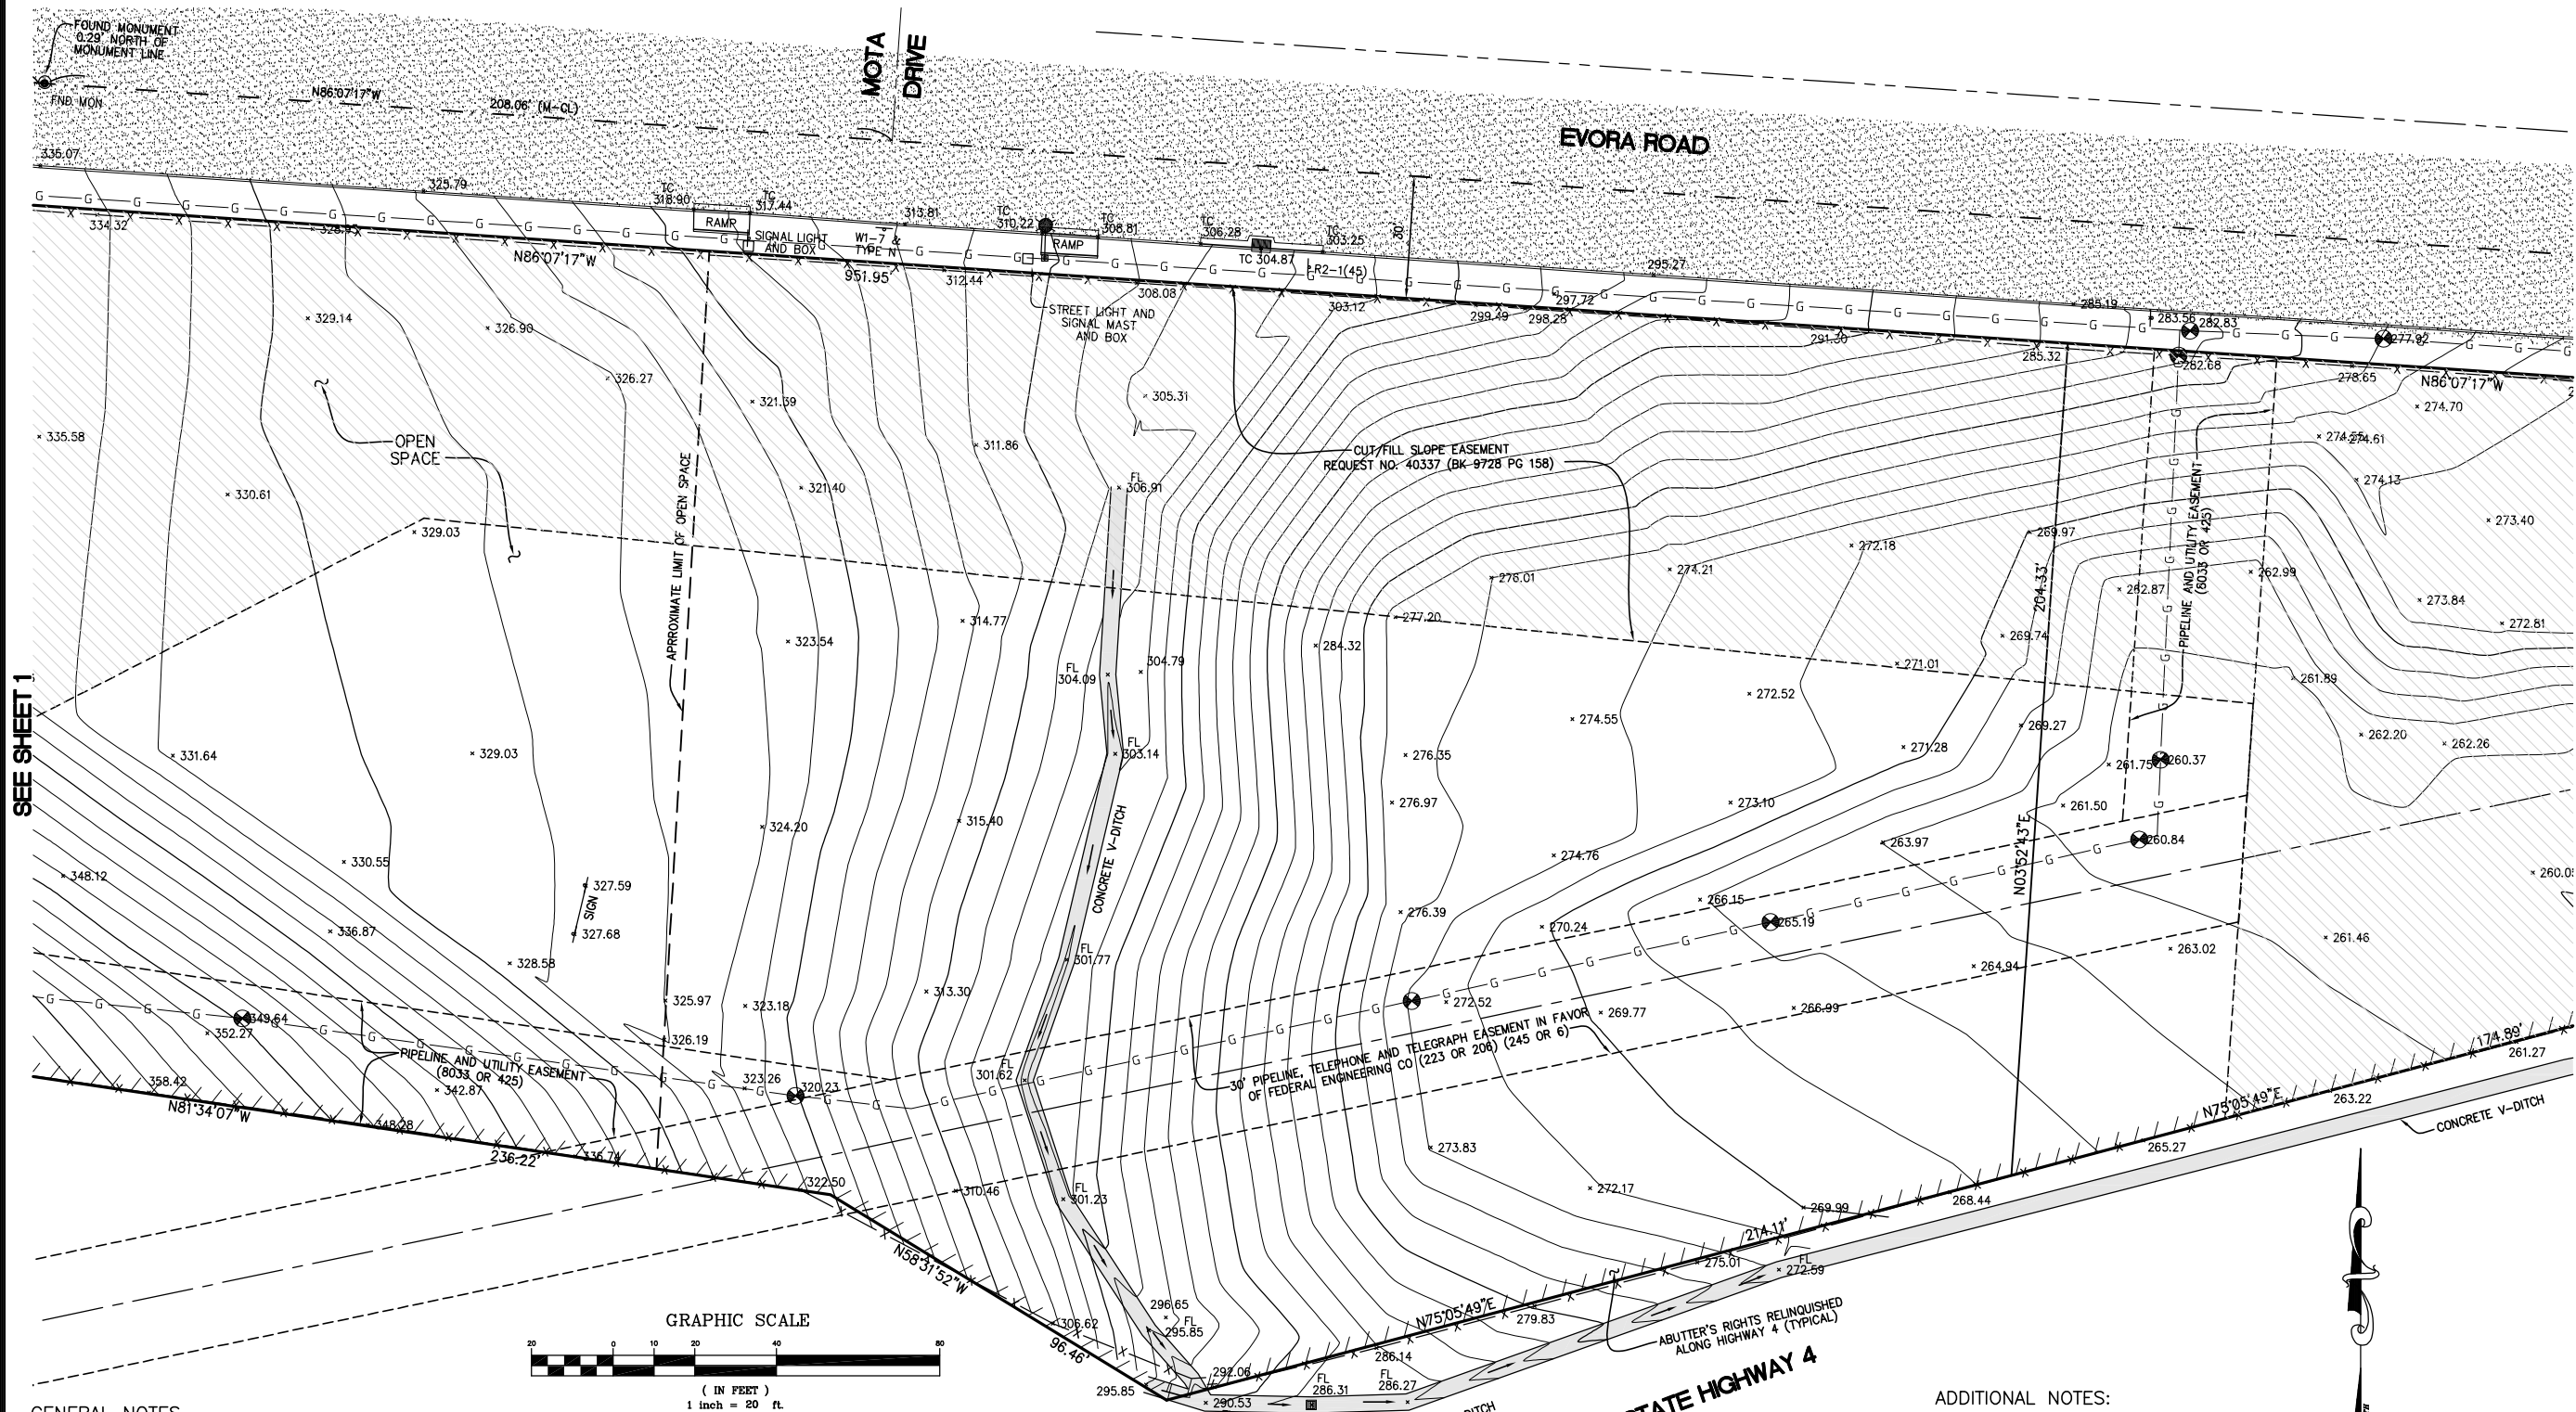 FOUND MONUMENT
0.29' NORTH OF
MONUMENT LINE
FND MON
N86°07'17"W
208.06' (M-CL)
MOTA
DRIVE
EVORA ROAD
335.07
325.79
TC
318.90
TC
317.44
RAMP
313.81
TC
310.22
TC
308.81
RAMP
TC
306.28
TC
303.25
TC 304.87
R2-1(45)
30'
295.27
285.19
283.56
282.83
277.92
282.68
334.32
SIGNAL LIGHT
AND BOX
W1-7 &
TYPE N
N86°07'17"W
951.95'
312.44
308.08
303.12
299.49
298.28
297.72
291.30
285.32
278.65
N86°07'17"W
STREET LIGHT AND
SIGNAL MAST
AND BOX
329.14
326.90
326.27
321.39
305.31
274.70
335.58
OPEN
SPACE
311.86
CUT/FILL SLOPE EASEMENT
REQUEST NO. 40337 (BK 9728 PG 158)
274.55
274.61
274.13
330.61
321.40
FL
306.91
273.40
329.03
APRROXIMATE LIMIT OF OPEN SPACE
PIPELINE AND UTILITY EASEMENT
(8033 OR 425)
269.97
272.18
274.21
276.01
262.87
262.99
204.33'
273.84
277.20
314.77
272.81
323.54
284.32
269.74
304.79
FL
304.09
271.01
261.89
272.52
SEE SHEET 1
274.55
269.27
262.20
262.26
331.64
329.03
FL
303.14
276.35
271.28
261.75
260.37
276.97
273.10
261.50
324.20
315.40
CONCRETE V-DITCH
260.84
263.97
N03°52'43"E
330.55
274.76
348.12
327.59
SIGN
327.68
276.39
266.15
265.19
270.24
336.87
261.46
263.02
328.58
FL
301.77
264.94
325.97
323.18
313.30
272.52
269.77
266.99
349.64
352.27
326.19
PIPELINE AND UTILITY EASEMENT
(8033 OR 425)
30' PIPELINE, TELEPHONE AND TELEGRAPH EASEMENT IN FAVOR
OF FEDERAL ENGINEERING CO (223 OR 206) (245 OR 6)
174.89'
261.27
358.42
342.87
323.26
320.23
FL
301.62
N75°05'49"E
263.22
CONCRETE V-DITCH
N81°34'07"W
348.28
236.22'
336.74
273.83
265.27
322.50
310.46
FL
301.23
272.17
269.99
268.44
N58°31'52"W
214.11'
275.01
FL
272.59
296.65
FL
295.85
306.62
N75°05'49"E
279.83
ABUTTER'S RIGHTS RELINQUISHED
ALONG HIGHWAY 4 (TYPICAL)
96.46'
286.14
292.06
295.85
290.53
FL
286.31
FL
286.27
STATE HIGHWAY 4
GRAPHIC SCALE
20 0 10 20 40 80
( IN FEET )
1 inch = 20 ft.
GENERAL NOTES
ADDITIONAL NOTES: